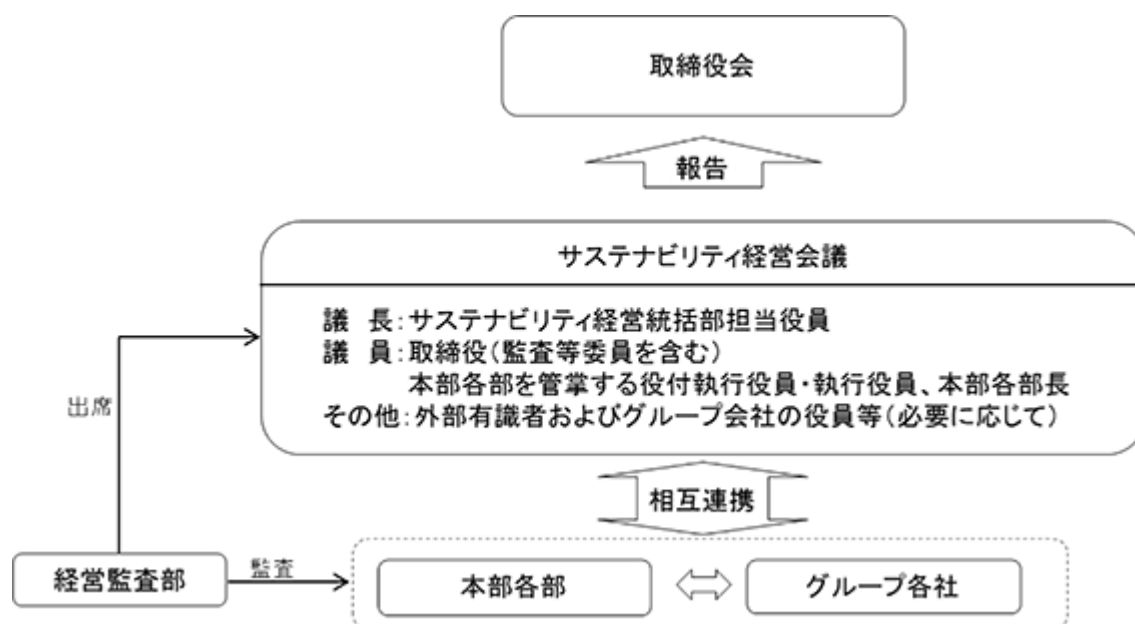 取締役会
報告
サステナビリティ経営会議
議　長：サステナビリティ経営統括部担当役員
議　員：取締役（監査等委員を含む）
本部各部を管掌する役付執行役員・執行役員、本部各部長
その他：外部有識者およびグループ会社の役員等（必要に応じて）
出席
相互連携
経営監査部
監査
本部各部
グループ各社